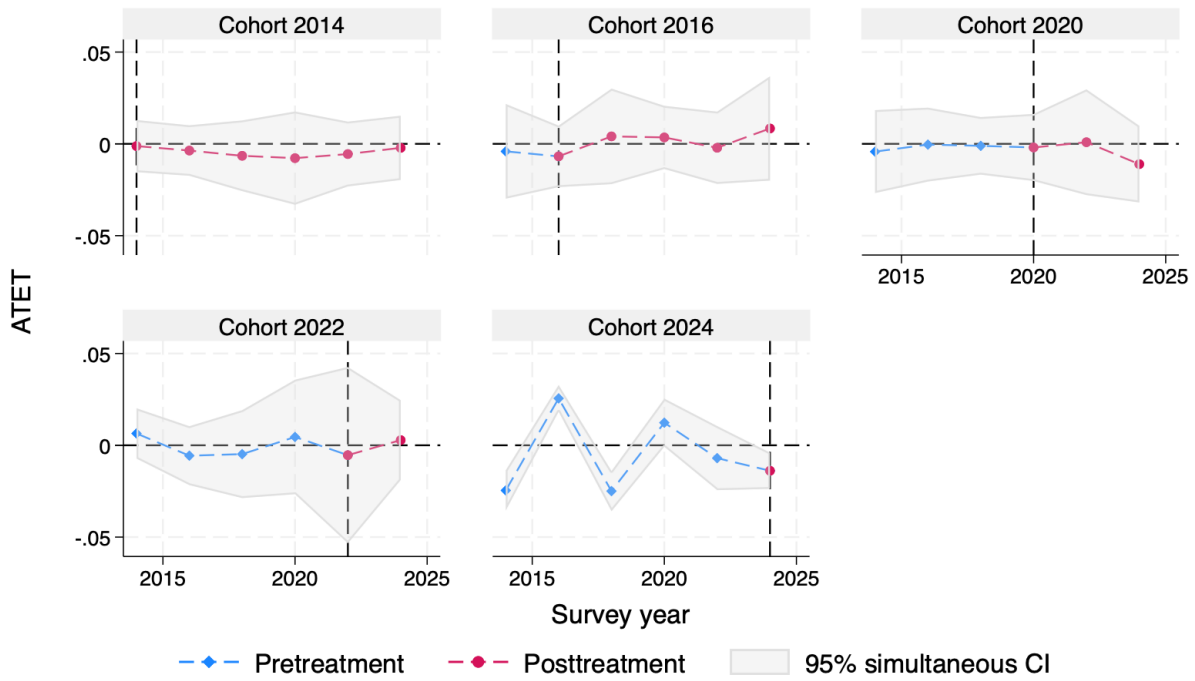 Cohort 2014
Cohort 2016
Cohort 2020
.05
0
-.05
2015
2020
2025
Cohort 2022
Cohort 2024
.05
0
-.05
2015
2020
2025
2015
2020
2025
ATET
Survey year
Pretreatment
Posttreatment
95% simultaneous CI